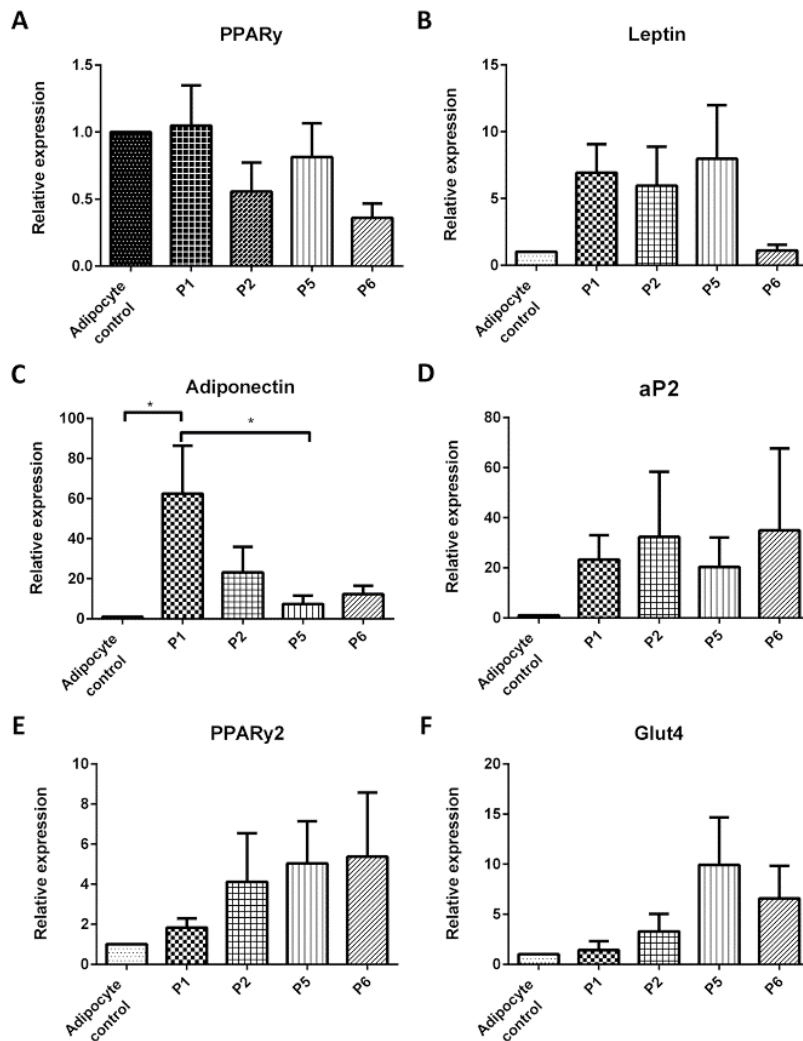 A
PPARy
Relative expression
1.5
1.0
0.5
0.0
Adipocyte
control
P1
P2
P5
P6
B
Leptin
Relative expression
15
10
5
0
Adipocyte
control
P1
P2
P5
P6
C
Adiponectin
Relative expression
100
80
60
40
20
0
*
*
Adipocyte
control
P1
P2
P5
P6
D
aP2
Relative expression
80
60
40
20
0
Adipocyte
control
P1
P2
P5
P6
E
PPARy2
Relative expression
10
8
6
4
2
0
Adipocyte
control
P1
P2
P5
P6
F
Glut4
Relative expression
20
15
10
5
0
Adipocyte
control
P1
P2
P5
P6